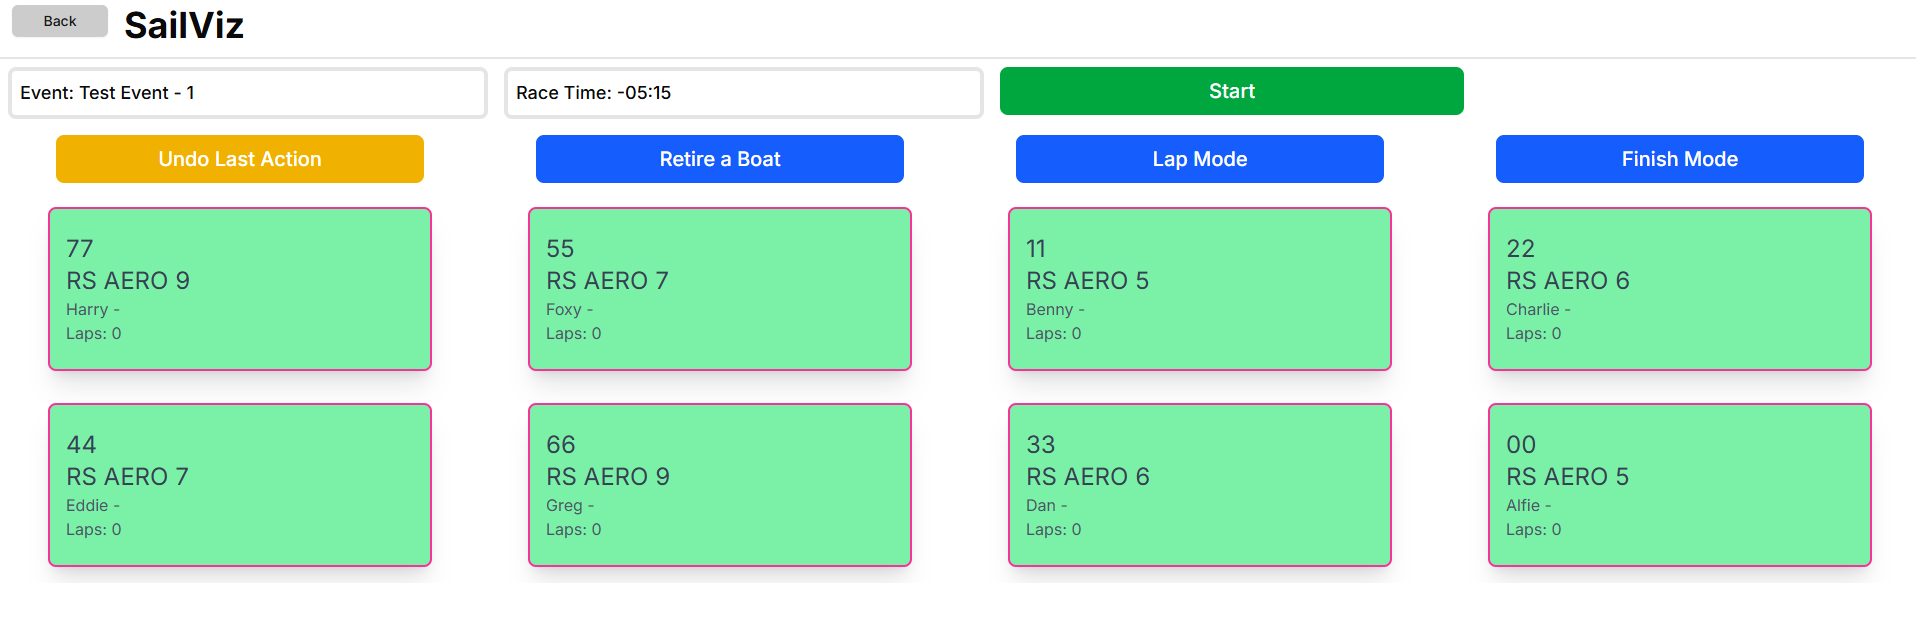 Back
SailViz
Event: Test Event - 1
Race Time: -05:15
Start
Undo Last Action
Retire a Boat
Lap Mode
Finish Mode
77
RS AERO 9
Harry -
Laps: 0
55
RS AERO 7
Foxy -
Laps: 0
11
RS AERO 5
Benny -
Laps: 0
22
RS AERO 6
Charlie -
Laps: 0
44
RS AERO 7
Eddie -
Laps: 0
66
RS AERO 9
Greg -
Laps: 0
33
RS AERO 6
Dan -
Laps: 0
00
RS AERO 5
Alfie -
Laps: 0